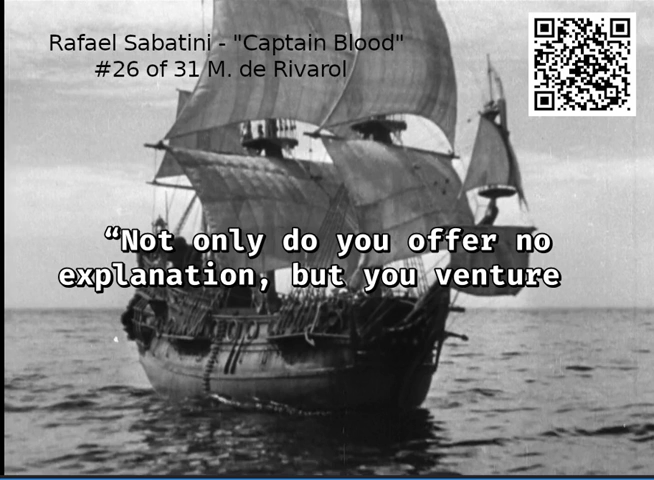 Rafael Sabatini - "Captain Blood"
#26 of 31 M. de Rivarol
“Not only do you offer no
explanation, but you venture